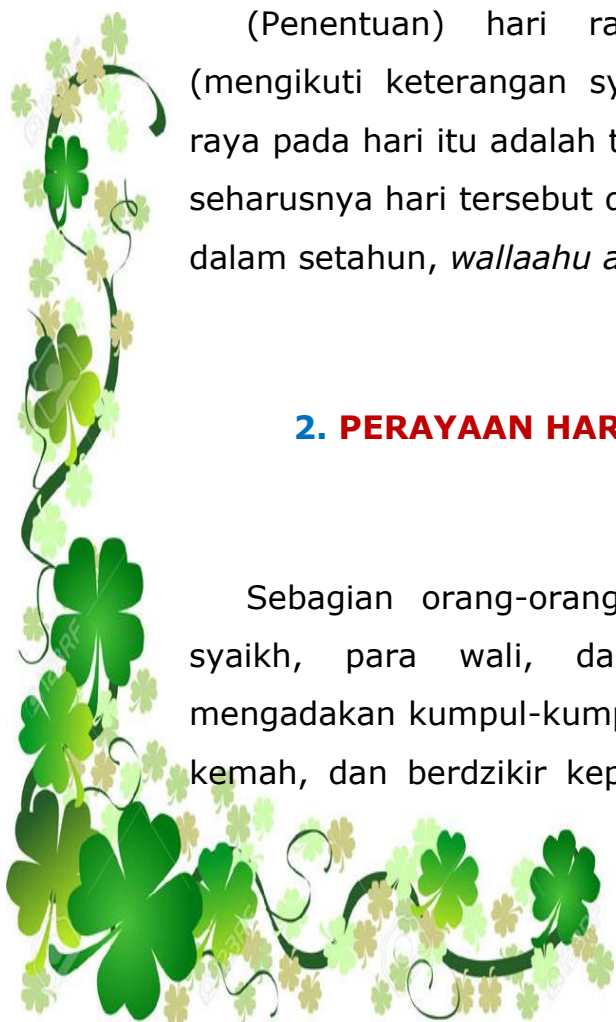 (Penentuan) hari ra
(mengikuti keterangan sy
raya pada hari itu adalah t
seharusnya hari tersebut d
dalam setahun, wallaahu a
2. PERAYAAN HAR
Sebagian orang-orang
syaikh, para wali, da
mengadakan kumpul-kump
kemah, dan berdzikir kep